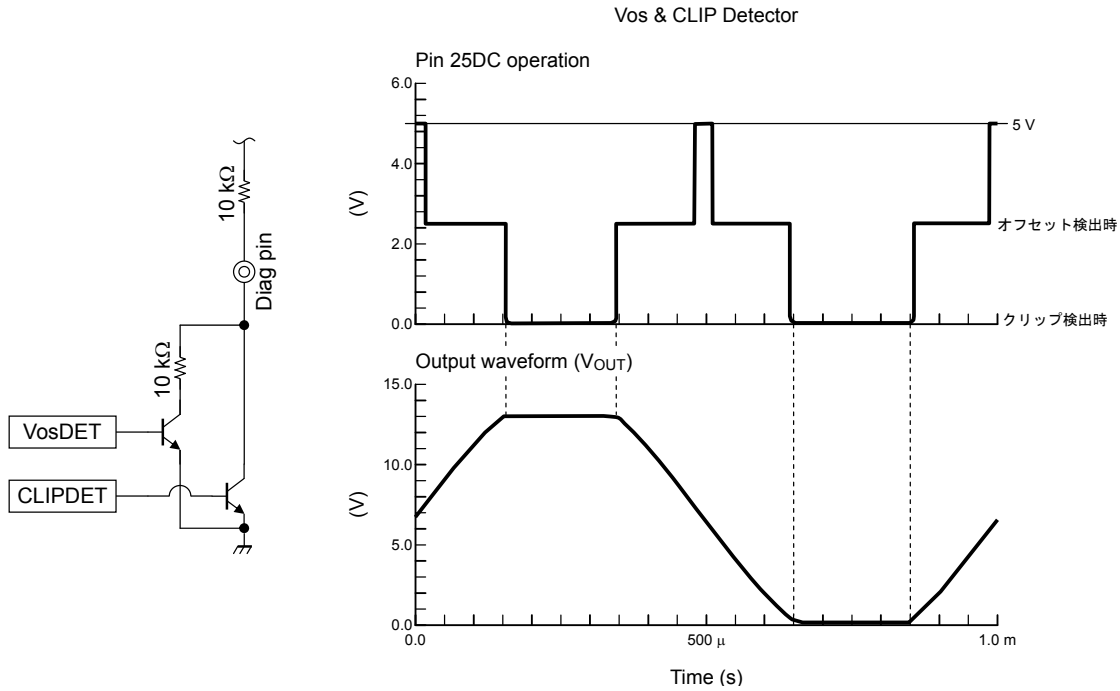 Vos & CLIP Detector
Pin 25DC operation
6.0
4.0
2.0
0.0
(V)
5 V
オフセット検出時
クリップ検出時
10 kΩ
Diag pin
10 kΩ
VosDET
CLIPDET
Output waveform (VOUT)
15.0
10.0
5.0
0.0
(V)
0.0
500 μ
1.0 m
Time (s)